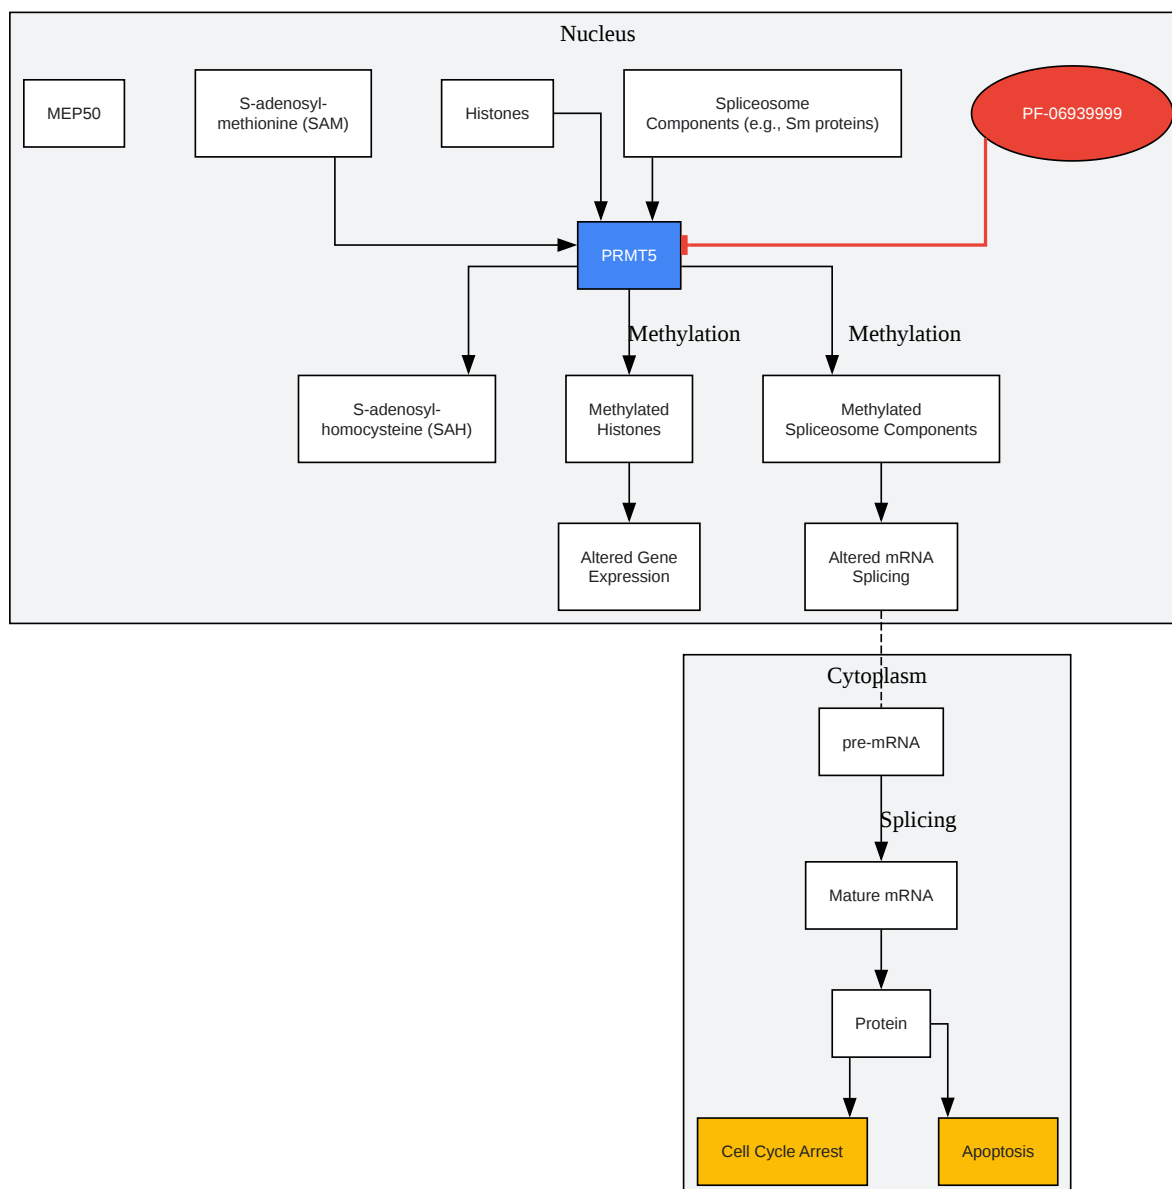 Nucleus
MEP50
S-adenosyl-
methionine (SAM)
Histones
Spliceosome
Components (e.g., Sm proteins)
PF-06939999
PRMT5
Methylation
Methylation
S-adenosyl-
homocysteine (SAH)
Methylated
Histones
Methylated
Spliceosome Components
Altered Gene
Expression
Altered mRNA
Splicing
Cytoplasm
pre-mRNA
Splicing
Mature mRNA
Protein
Cell Cycle Arrest
Apoptosis